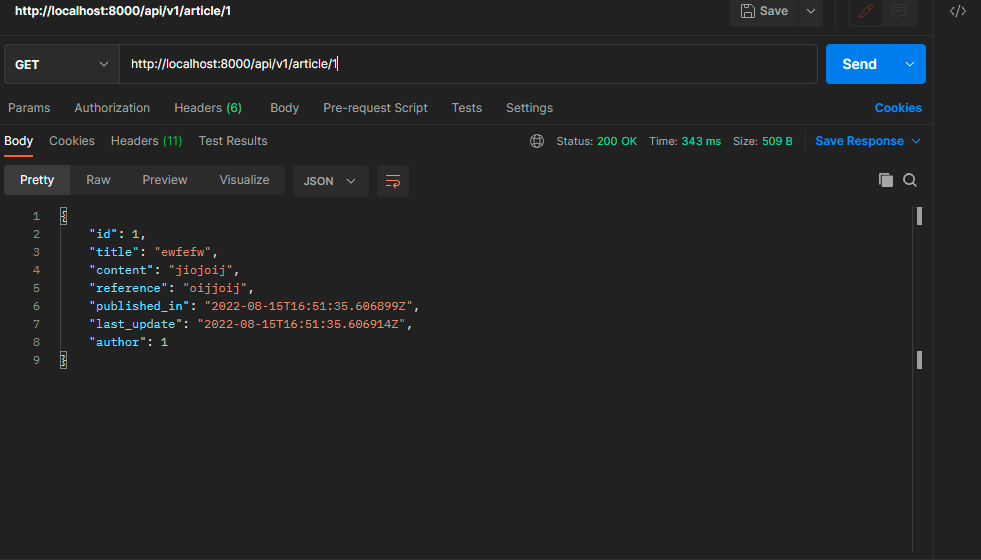 http://localhost:8000/api/v1/article/1 Save </>
GET http://localhost:8000/api/v1/article/1 Send
Params Authorization Headers (6) Body Pre-request Script Tests Settings Cookies
Body Cookies Headers (11) Test Results Status: 200 OK Time: 343 ms Size: 509 B Save Response
Pretty Raw Preview Visualize JSON
1 {
2 "id": 1,
3 "title": "ewfefw",
4 "content": "jiojoij",
5 "reference": "oijjoij",
6 "published_in": "2022-08-15T16:51:35.606899Z",
7 "last_update": "2022-08-15T16:51:35.606914Z",
8 "author": 1
9 }